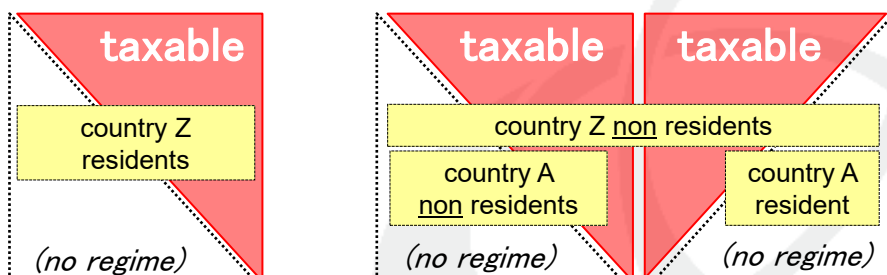 taxable
country Z
residents
(no regime)
taxable
taxable
country Z non residents
country A
non residents
country A
resident
(no regime)
(no regime)